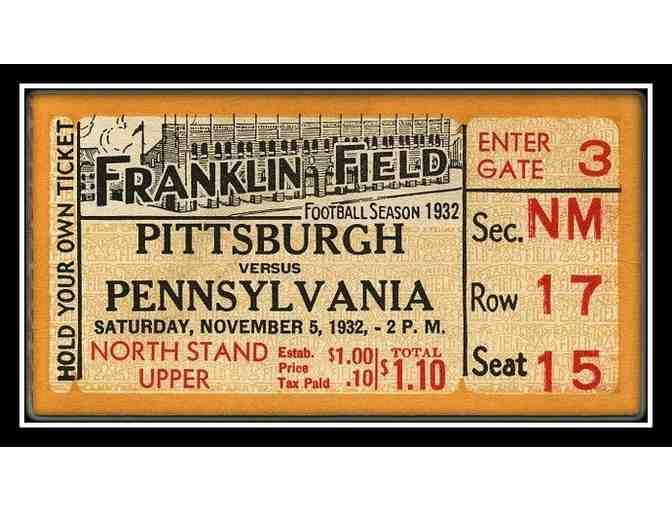 HOLD YOUR OWN TICKET
FRANKLIN FIELD
FOOTBALL SEASON 1932
PITTSBURGH
VERSUS
PENNSYLVANIA
SATURDAY, NOVEMBER 5, 1932, - 2 P. M.
NORTH STAND
UPPER
Estab. Price $1.00
Tax Paid .10
TOTAL
$1.10
ENTER
GATE 3
Sec. NM
Row 17
Seat 15